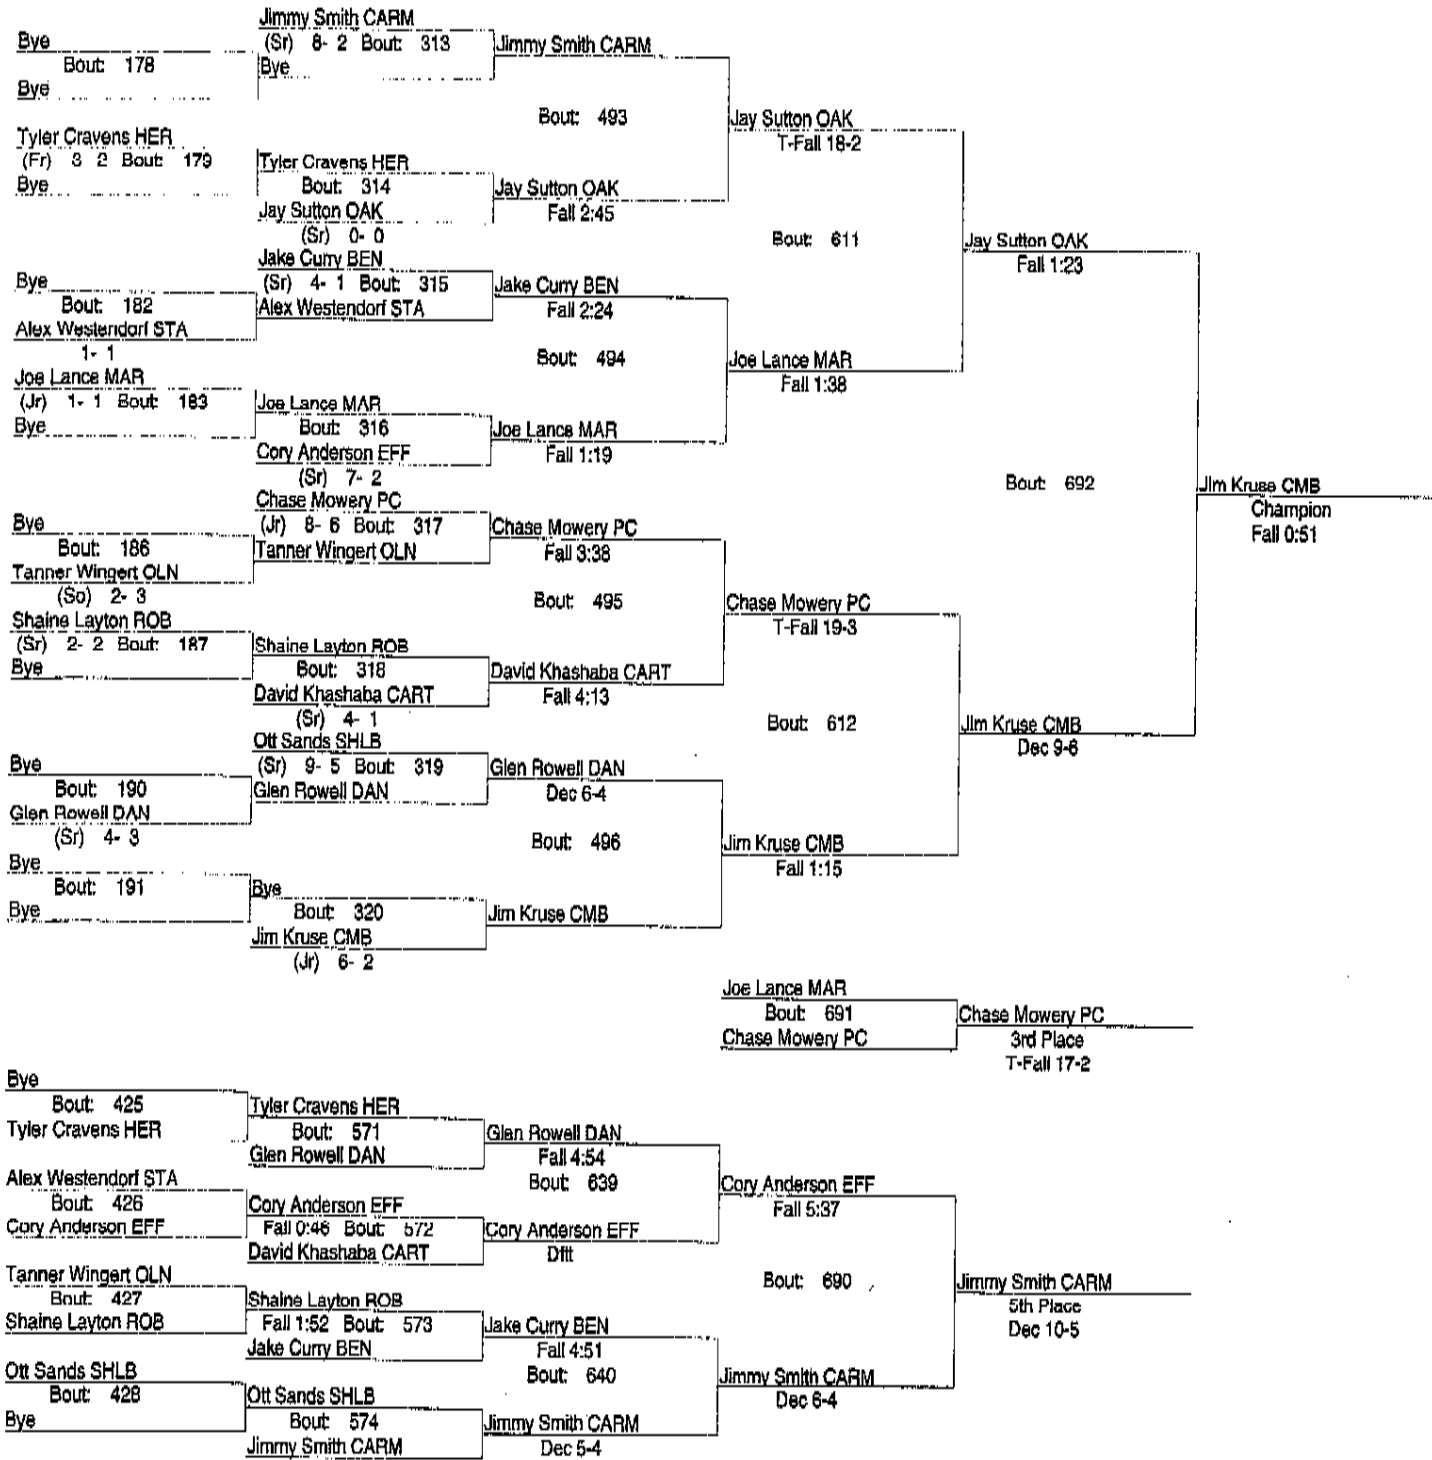 Jimmy Smith CARM
Bye
(Sr) 8- 2 Bout: 313
Jimmy Smith CARM
Bout: 178
Bye
Bye
Bout: 493
Jay Sutton OAK
T-Fall 18-2
Tyler Cravens HER
(Fr) 3 2 Bout: 179
Tyler Cravens HER
Bye
Bout: 314
Jay Sutton OAK
Jay Sutton OAK
Fall 2:45
(Sr) 0- 0
Bout: 611
Jay Sutton OAK
Fall 1:23
Jake Curry BEN
Bye
(Sr) 4- 1 Bout: 315
Jake Curry BEN
Bout: 182
Alex Westendorf STA
Fall 2:24
Alex Westendorf STA
1- 1
Bout: 494
Joe Lance MAR
Fall 1:38
Joe Lance MAR
(Jr) 1- 1 Bout: 183
Joe Lance MAR
Bye
Bout: 316
Joe Lance MAR
Cory Anderson EFF
Fall 1:19
(Sr) 7- 2
Bout: 692
Jim Kruse CMB
Champion
Fall 0:51
Chase Mowery PC
Bye
(Jr) 8- 6 Bout: 317
Chase Mowery PC
Bout: 186
Tanner Wingert OLN
Fall 3:38
Tanner Wingert OLN
(So) 2- 3
Bout: 495
Chase Mowery PC
T-Fall 19-3
Shaine Layton ROB
(Sr) 2- 2 Bout: 187
Shaine Layton ROB
Bye
Bout: 318
David Khashaba CART
David Khashaba CART
Fall 4:13
(Sr) 4- 1
Bout: 612
Jim Kruse CMB
Dec 9-6
Ott Sands SHLB
Bye
(Sr) 9- 5 Bout: 319
Glen Rowell DAN
Bout: 190
Glen Rowell DAN
Dec 6-4
Glen Rowell DAN
(Sr) 4- 3
Bout: 496
Jim Kruse CMB
Fall 1:15
Bye
Bout: 191
Bye
Bye
Bout: 320
Jim Kruse CMB
Jim Kruse CMB
(Jr) 6- 2
Joe Lance MAR
Bout: 691
Chase Mowery PC
Chase Mowery PC
3rd Place
T-Fall 17-2
Bye
Bout: 425
Tyler Cravens HER
Tyler Cravens HER
Bout: 571
Glen Rowell DAN
Glen Rowell DAN
Fall 4:54
Bout: 639
Cory Anderson EFF
Fall 5:37
Alex Westendorf STA
Bout: 426
Cory Anderson EFF
Cory Anderson EFF
Fall 0:46 Bout: 572
Cory Anderson EFF
David Khashaba CART
Dflt
Bout: 690
Jimmy Smith CARM
5th Place
Dec 10-5
Tanner Wingert OLN
Bout: 427
Shaine Layton ROB
Shaine Layton ROB
Fall 1:52 Bout: 573
Jake Curry BEN
Jake Curry BEN
Fall 4:51
Bout: 640
Jimmy Smith CARM
Dec 6-4
Ott Sands SHLB
Bout: 428
Ott Sands SHLB
Bye
Bout: 574
Jimmy Smith CARM
Jimmy Smith CARM
Dec 5-4